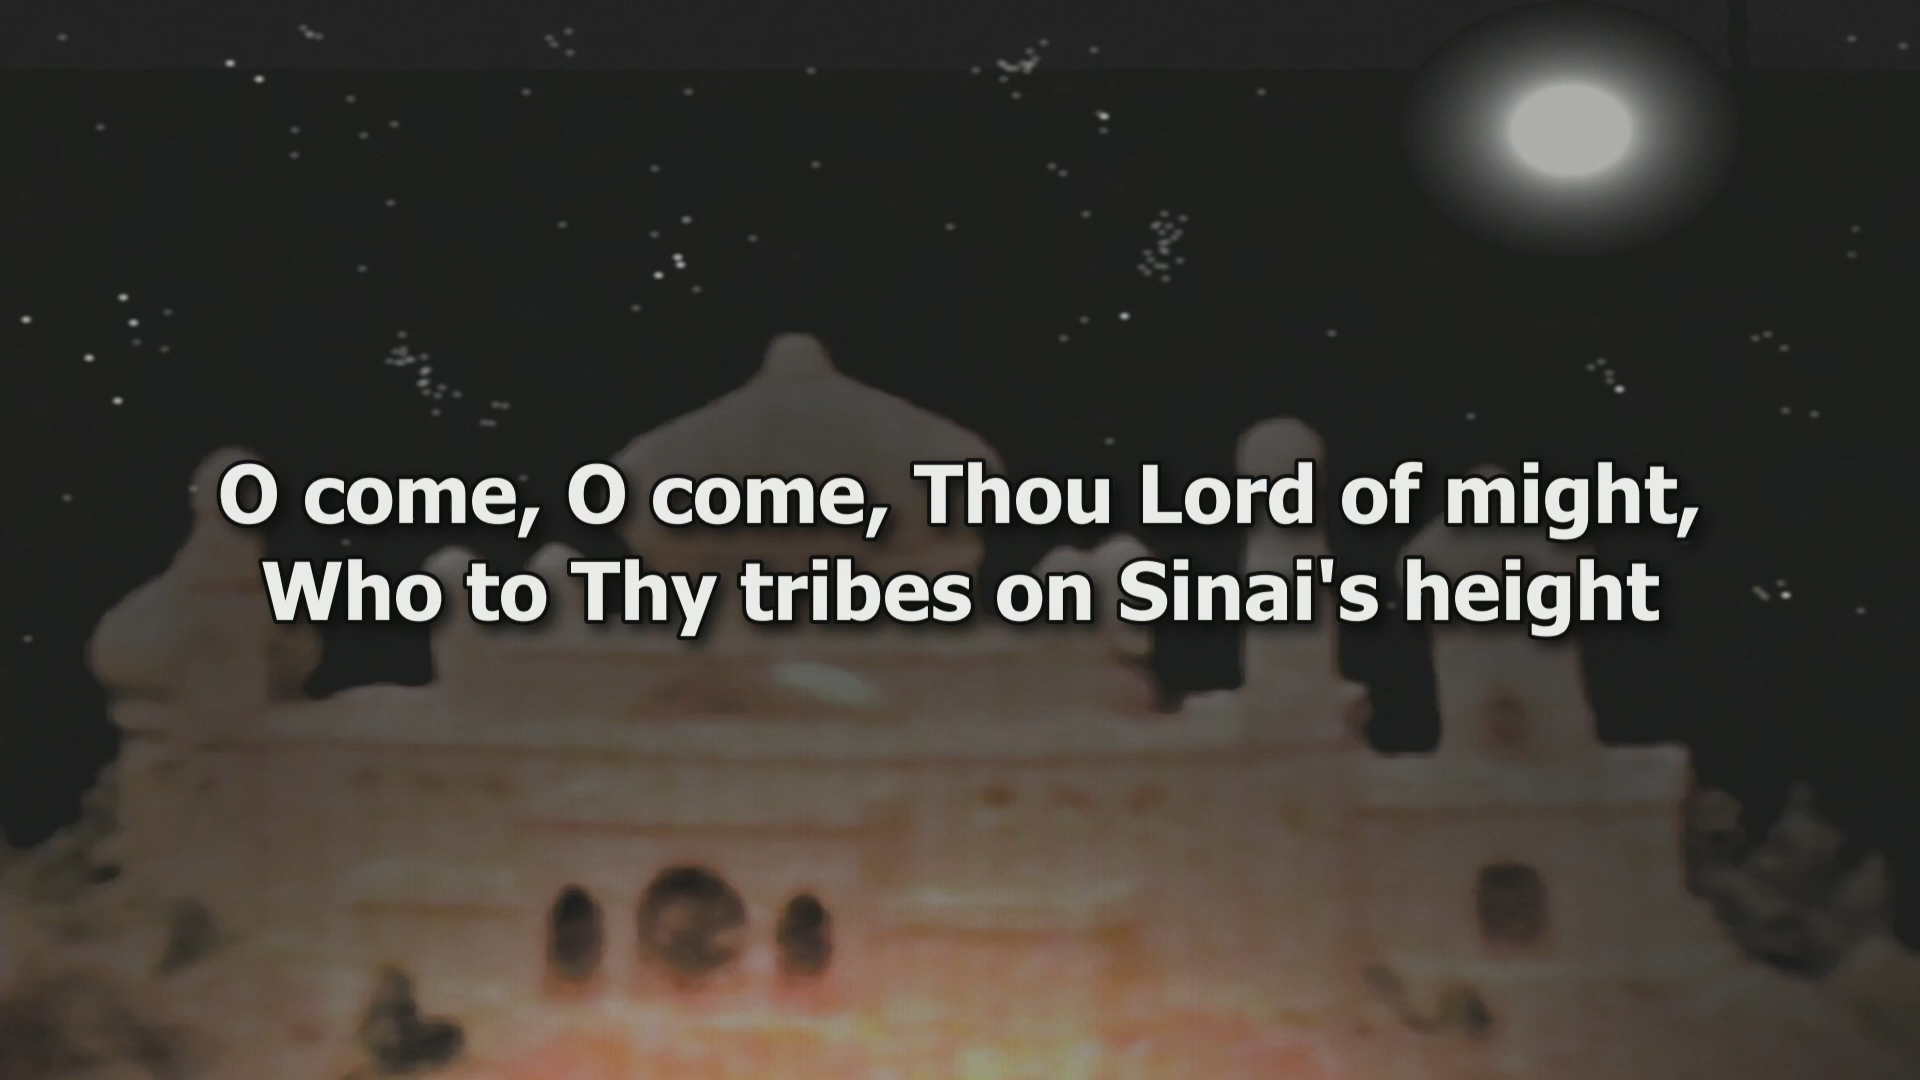 O come, O come, Thou Lord of might,
Who to Thy tribes on Sinai's height